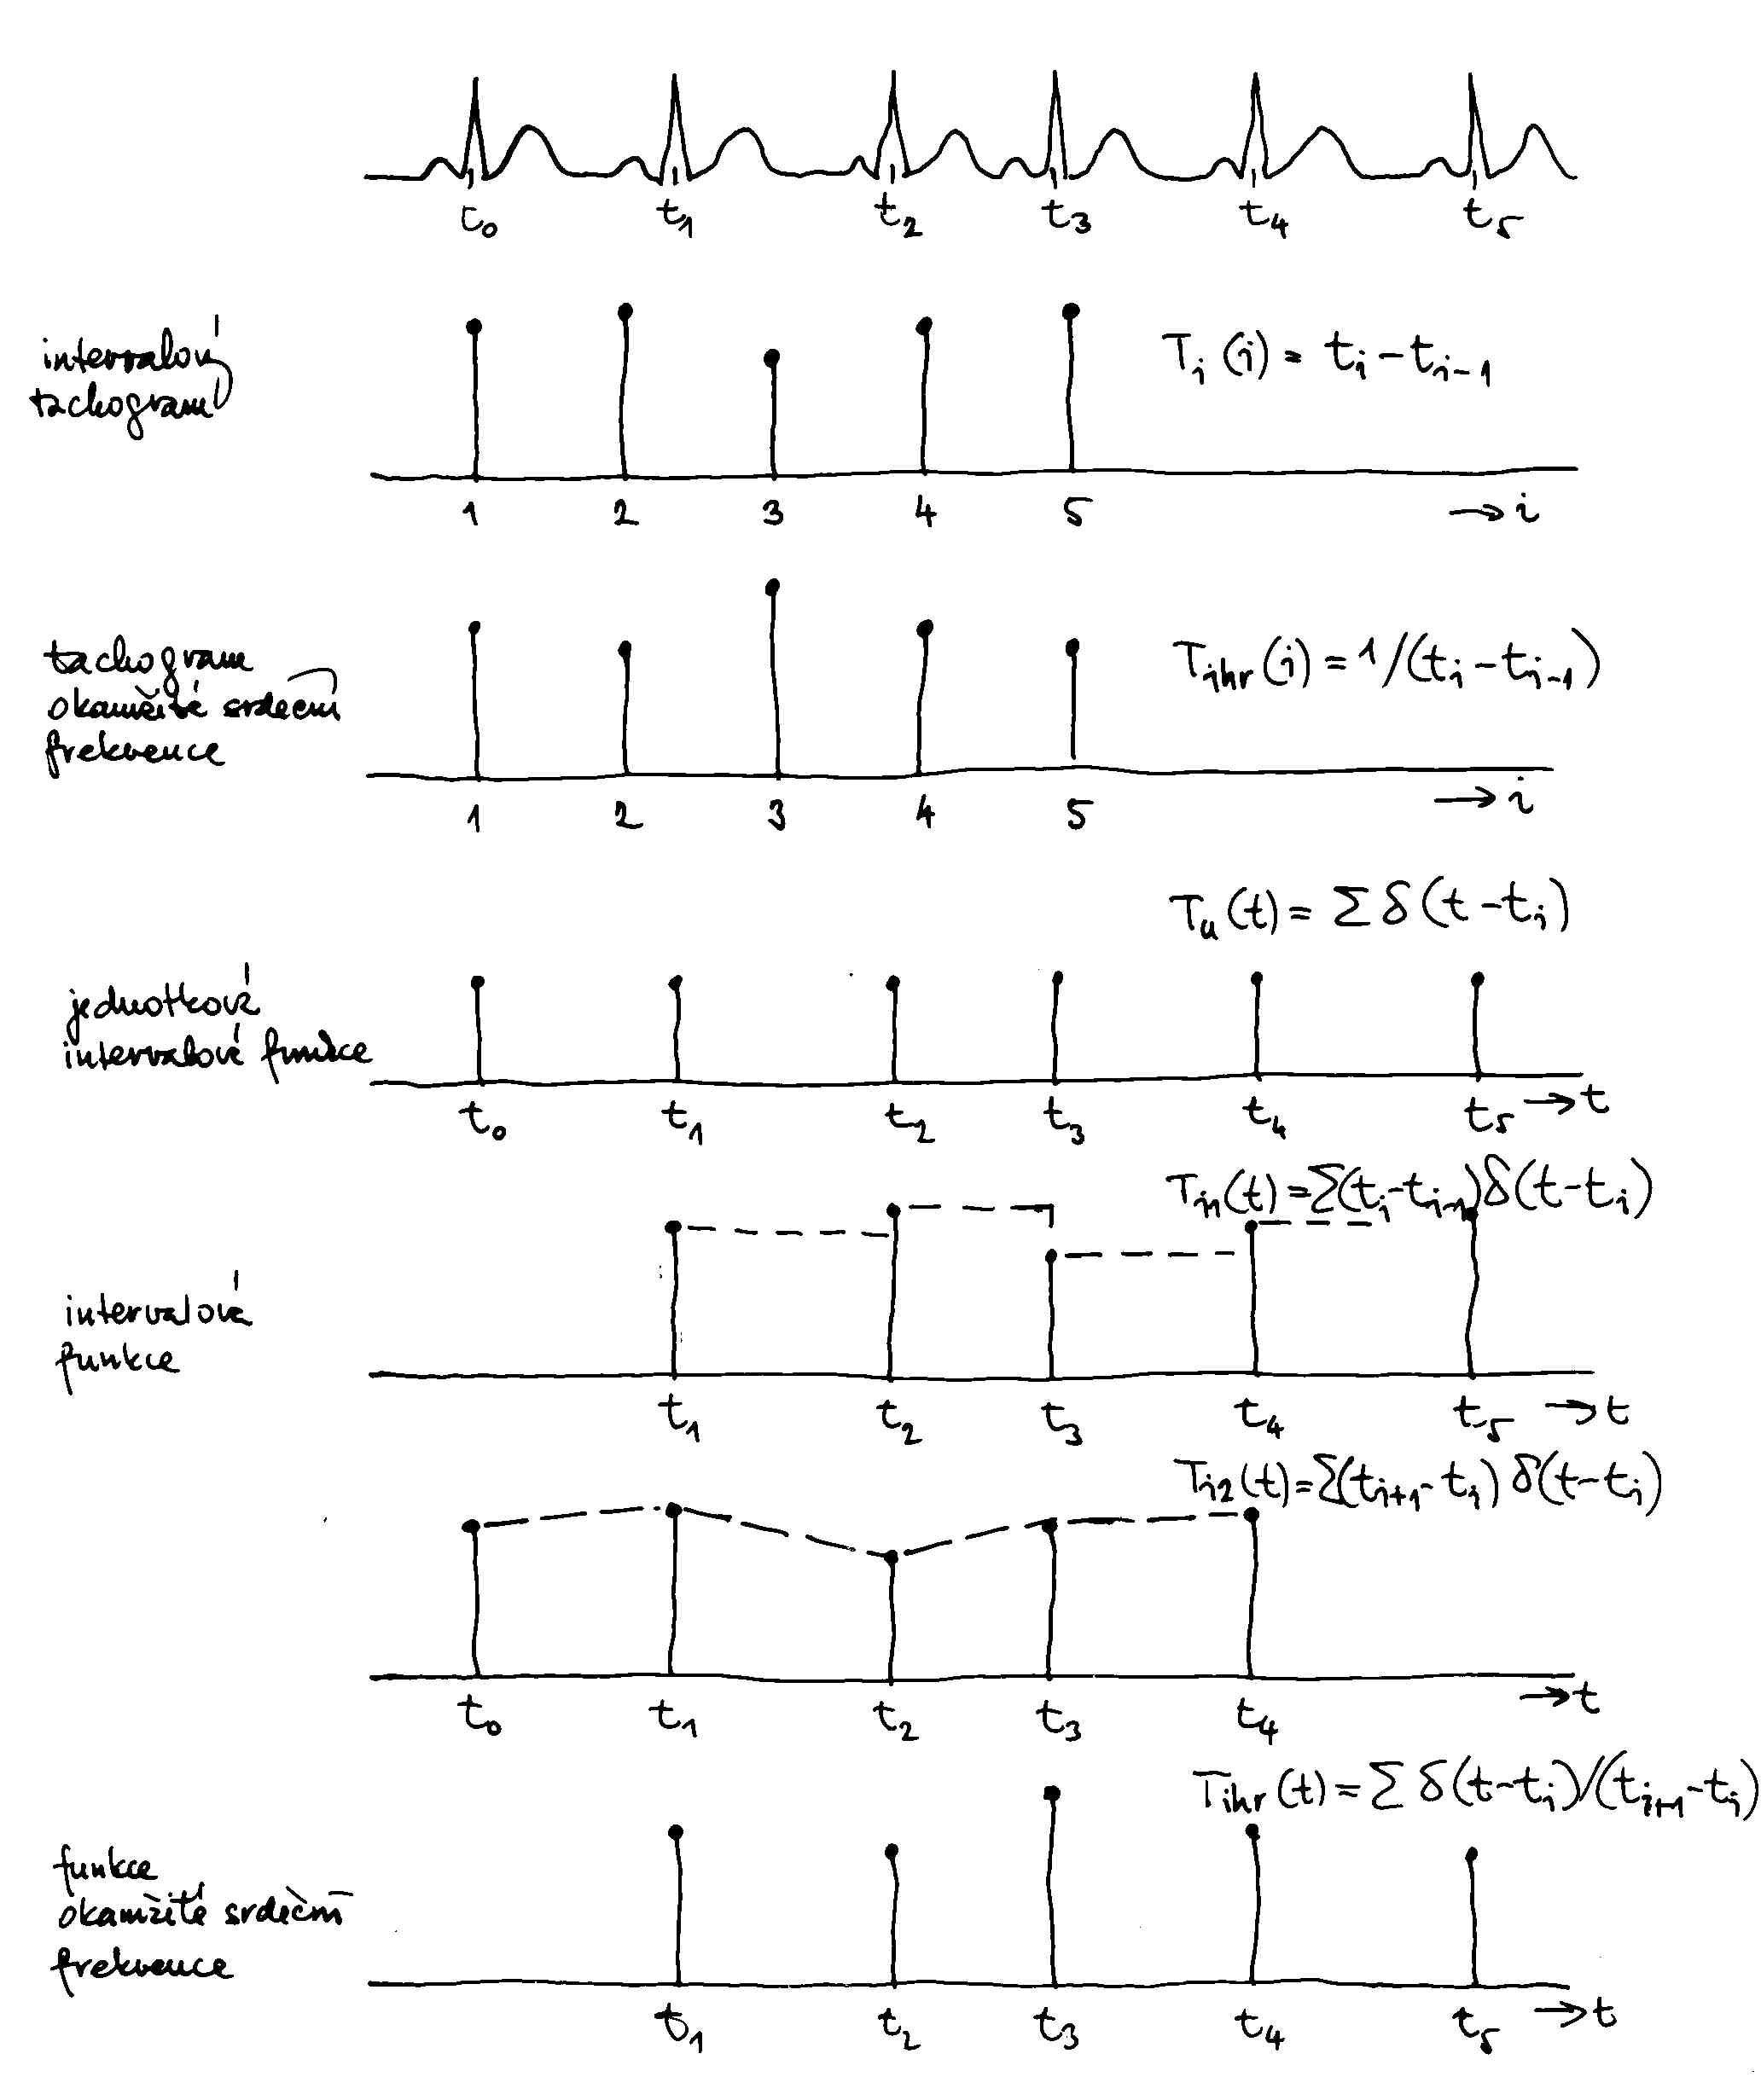 t₀ t₁ t₂ t₃ t₄ t₅
intervalový
tachogram
Tᵢ(i) = tᵢ - tᵢ₋₁
1 2 3 4 5 → i
tachogram
okamžité srdeční
frekvence
Tᵢₕᵣ(i) = 1/(tᵢ - tᵢ₋₁)
1 2 3 4 5 → i
Tᵤ(t) = Σ δ(t - tᵢ)
jednotková
intervalové funkce
t₀ t₁ t₂ t₃ t₄ t₅ → t
Tᵢ₁(t) = Σ(tᵢ - tᵢ₋₁)δ(t - tᵢ)
intervalová
funkce
t₁ t₂ t₃ t₄ t₅ → t
Tᵢ₂(t) = Σ(tᵢ₊₁ - tᵢ) δ(t - tᵢ)
t₀ t₁ t₂ t₃ t₄ → t
Tᵢₕᵣ(t) = Σ δ(t - tᵢ)/(tᵢ₊₁ - tᵢ)
funkce
okamžité srdeční
frekvence
t₁ t₂ t₃ t₄ t₅ → t